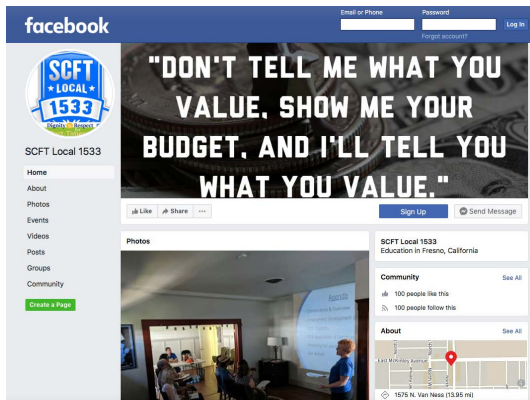 facebook
Email or Phone
Password
Log In
Forgot account?
SCFT
LOCAL
1533
Dignity Respect
SCFT Local 1533
Home
About
Photos
Events
Videos
Posts
Groups
Community
Create a Page
"DON'T TELL ME WHAT YOU
VALUE, SHOW ME YOUR
BUDGET, AND I'LL TELL YOU
WHAT YOU VALUE."
Like
Share
Sign Up
Send Message
Photos
Agenda
SCFT Local 1533
Education in Fresno, California
Community
See All
100 people like this
100 people follow this
About
See All
East McKinley Avenue
1575 N. Van Ness (13.95 mi)